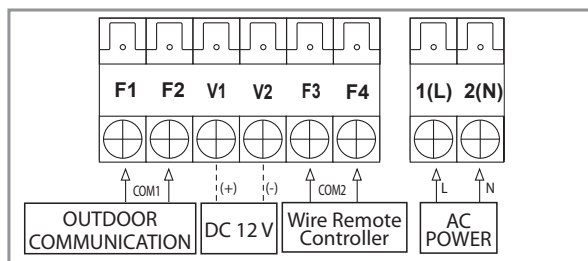 F1 F2 V1 V2 F3 F4 1(L) 2(N)
COM1 (+) (-) COM2 L N
OUTDOOR COMMUNICATION
DC 12 V
Wire Remote Controller
AC POWER